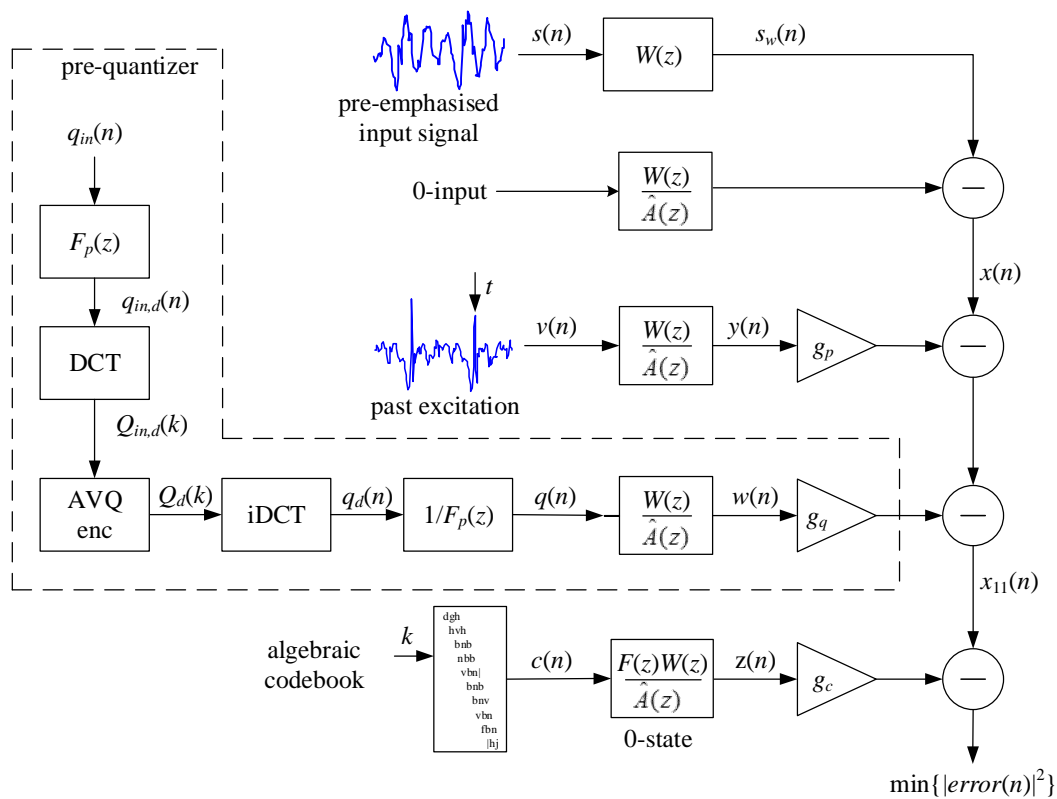 s(n)
W(z)
s_w(n)
pre-quantizer
pre-emphasised
input signal
q_in(n)
0-input
W(z)
Â(z)
—
F_p(z)
x(n)
q_in,d(n)
t
v(n)
W(z)
Â(z)
y(n)
g_p
—
DCT
past excitation
Q_in,d(k)
AVQ
enc
Q_d(k)
iDCT
q_d(n)
1/F_p(z)
q(n)
W(z)
Â(z)
w(n)
g_q
—
x_11(n)
algebraic
codebook
k
dgh
hvh
bnb
nbb
vbn|
bnb
bnv
vbn
fbn
|hj
c(n)
F(z)W(z)
Â(z)
0-state
z(n)
g_c
—
min{|error(n)|²}